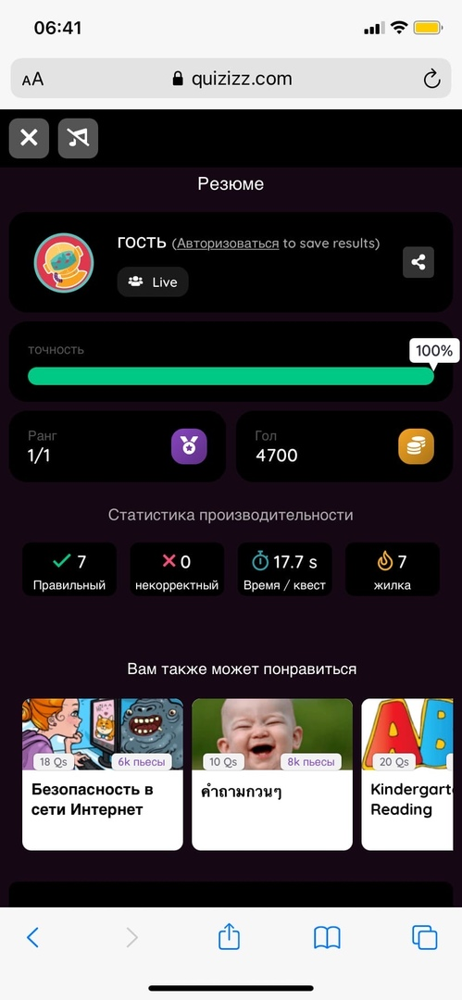 06:41
AA quizizz.com
Резюме
ГОСТЬ (Авторизоваться to save results)
Live
точность
100%
Ранг
1/1
Гол
4700
Статистика производительности
7
Правильный
0
некорректный
17.7 s
Время / квест
7
жилка
Вам также может понравиться
18 Qs
6k пьесы
Безопасность в
сети Интернет
10 Qs
8k пьесы
คำถามกวนๆ
20 Qs
Kindergart
Reading